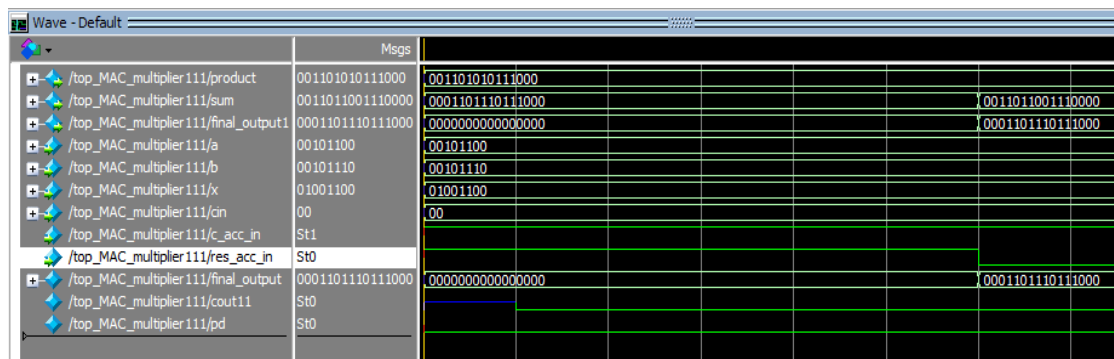 Wave - Default
Msgs
/top_MAC_multiplier111/product 001101010111000 001101010111000
/top_MAC_multiplier111/sum 0011011001110000 0001101110111000 0011011001110000
/top_MAC_multiplier111/final_output1 0001101110111000 0000000000000000 0001101110111000
/top_MAC_multiplier111/a 00101100 00101100
/top_MAC_multiplier111/b 00101110 00101110
/top_MAC_multiplier111/x 01001100 01001100
/top_MAC_multiplier111/cin 00 00
/top_MAC_multiplier111/c_acc_in St1
/top_MAC_multiplier111/res_acc_in St0
/top_MAC_multiplier111/final_output 0001101110111000 0000000000000000 0001101110111000
/top_MAC_multiplier111/cout11 St0
/top_MAC_multiplier111/pd St0